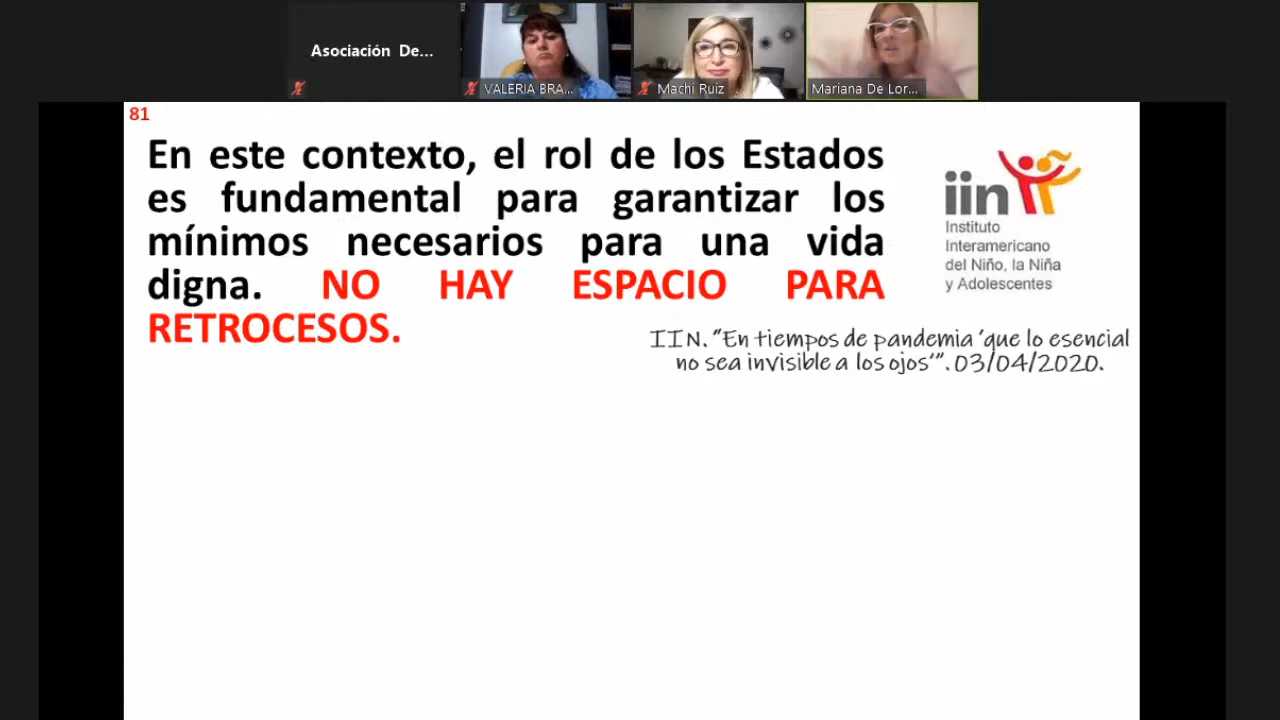 Asociación De...
VALERIA BRA...
Machi Ruiz
Mariana De Lor...
81
En este contexto, el rol de los Estados
es fundamental para garantizar los
mínimos necesarios para una vida
digna. NO HAY ESPACIO PARA
RETROCESOS.
iin
Instituto
Interamericano
del Niño, la Niña
y Adolescentes
IIN. "En tiempos de pandemia 'que lo esencial
no sea invisible a los ojos'". 03/04/2020.